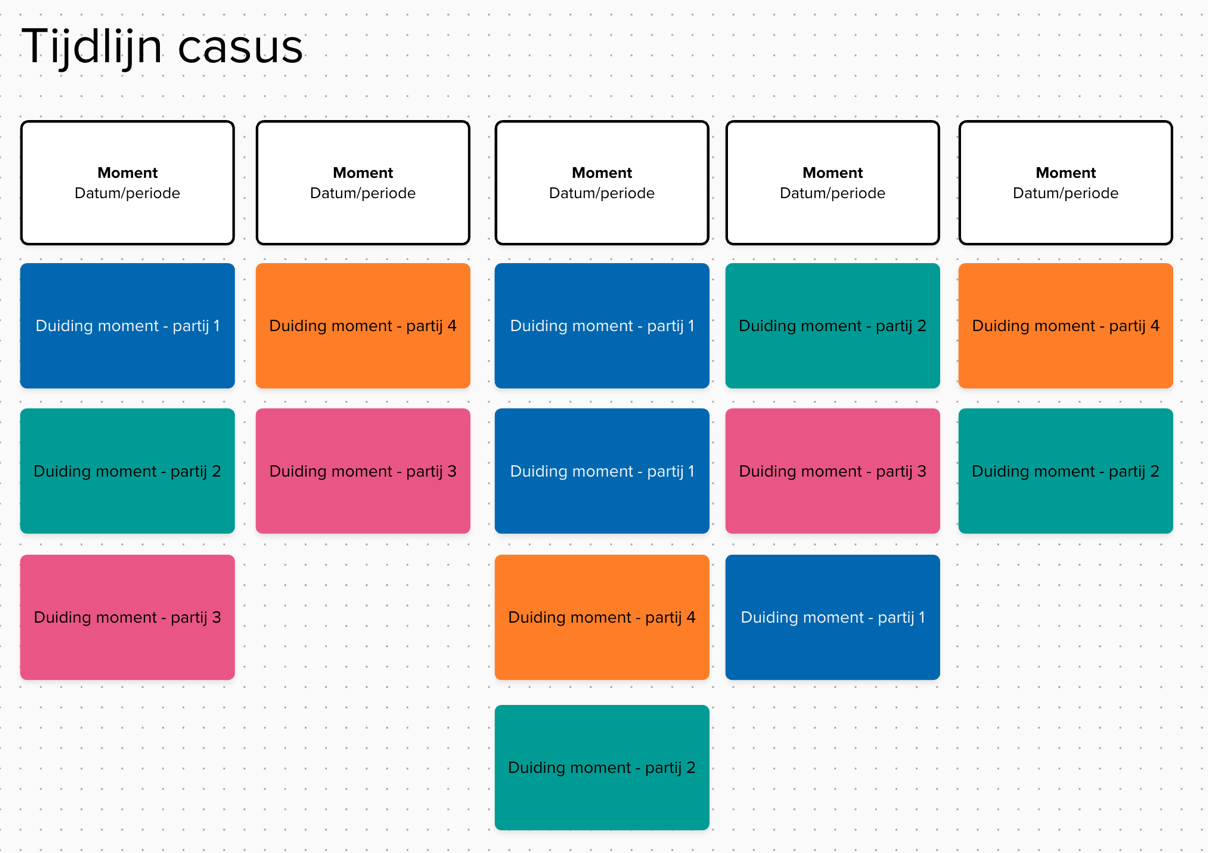 Tijdlijn casus
Moment
Datum/periode
Moment
Datum/periode
Moment
Datum/periode
Moment
Datum/periode
Moment
Datum/periode
Duiding moment - partij 1
Duiding moment - partij 4
Duiding moment - partij 1
Duiding moment - partij 2
Duiding moment - partij 4
Duiding moment - partij 2
Duiding moment - partij 3
Duiding moment - partij 1
Duiding moment - partij 3
Duiding moment - partij 2
Duiding moment - partij 3
Duiding moment - partij 4
Duiding moment - partij 1
Duiding moment - partij 2